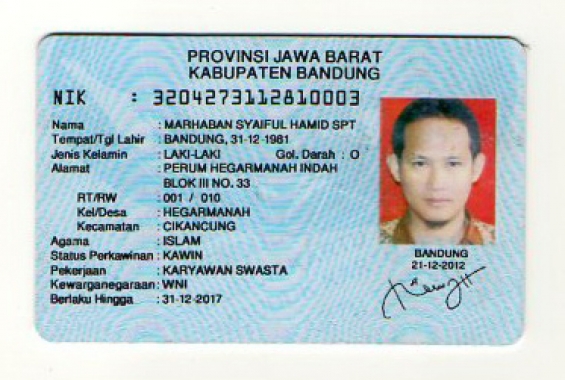 PROVINSI JAWA BARAT
KABUPATEN BANDUNG
NIK : 3204273112810003
Nama : MARHABAN SYAIFUL HAMID SPT
Tempat/Tgl Lahir : BANDUNG, 31-12-1981
Jenis Kelamin : LAKI-LAKI Gol. Darah : O
Alamat : PERUM HEGARMANAH INDAH
BLOK III NO. 33
RT/RW : 001 / 010
Kel/Desa : HEGARMANAH
Kecamatan : CIKANCUNG
Agama : ISLAM
Status Perkawinan : KAWIN
Pekerjaan : KARYAWAN SWASTA
Kewarganegaraan : WNI
Berlaku Hingga : 31-12-2017
BANDUNG
21-12-2012